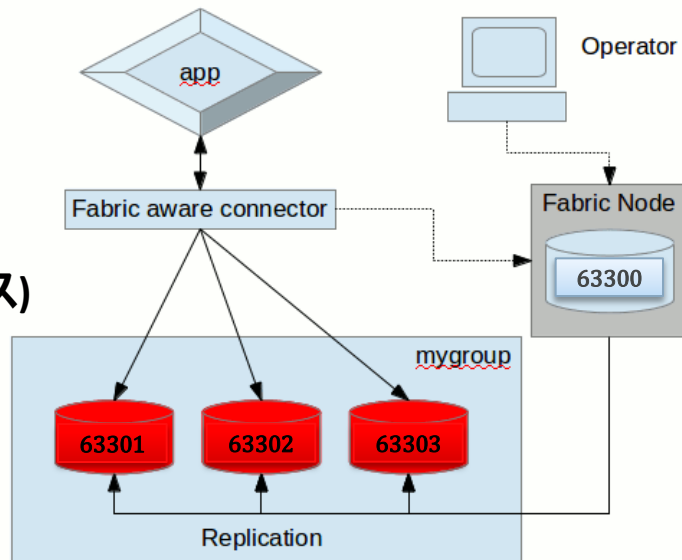 app
Operator
Fabric aware connector
Fabric Node
63300
ス)
mygroup
63301
63302
63303
Replication